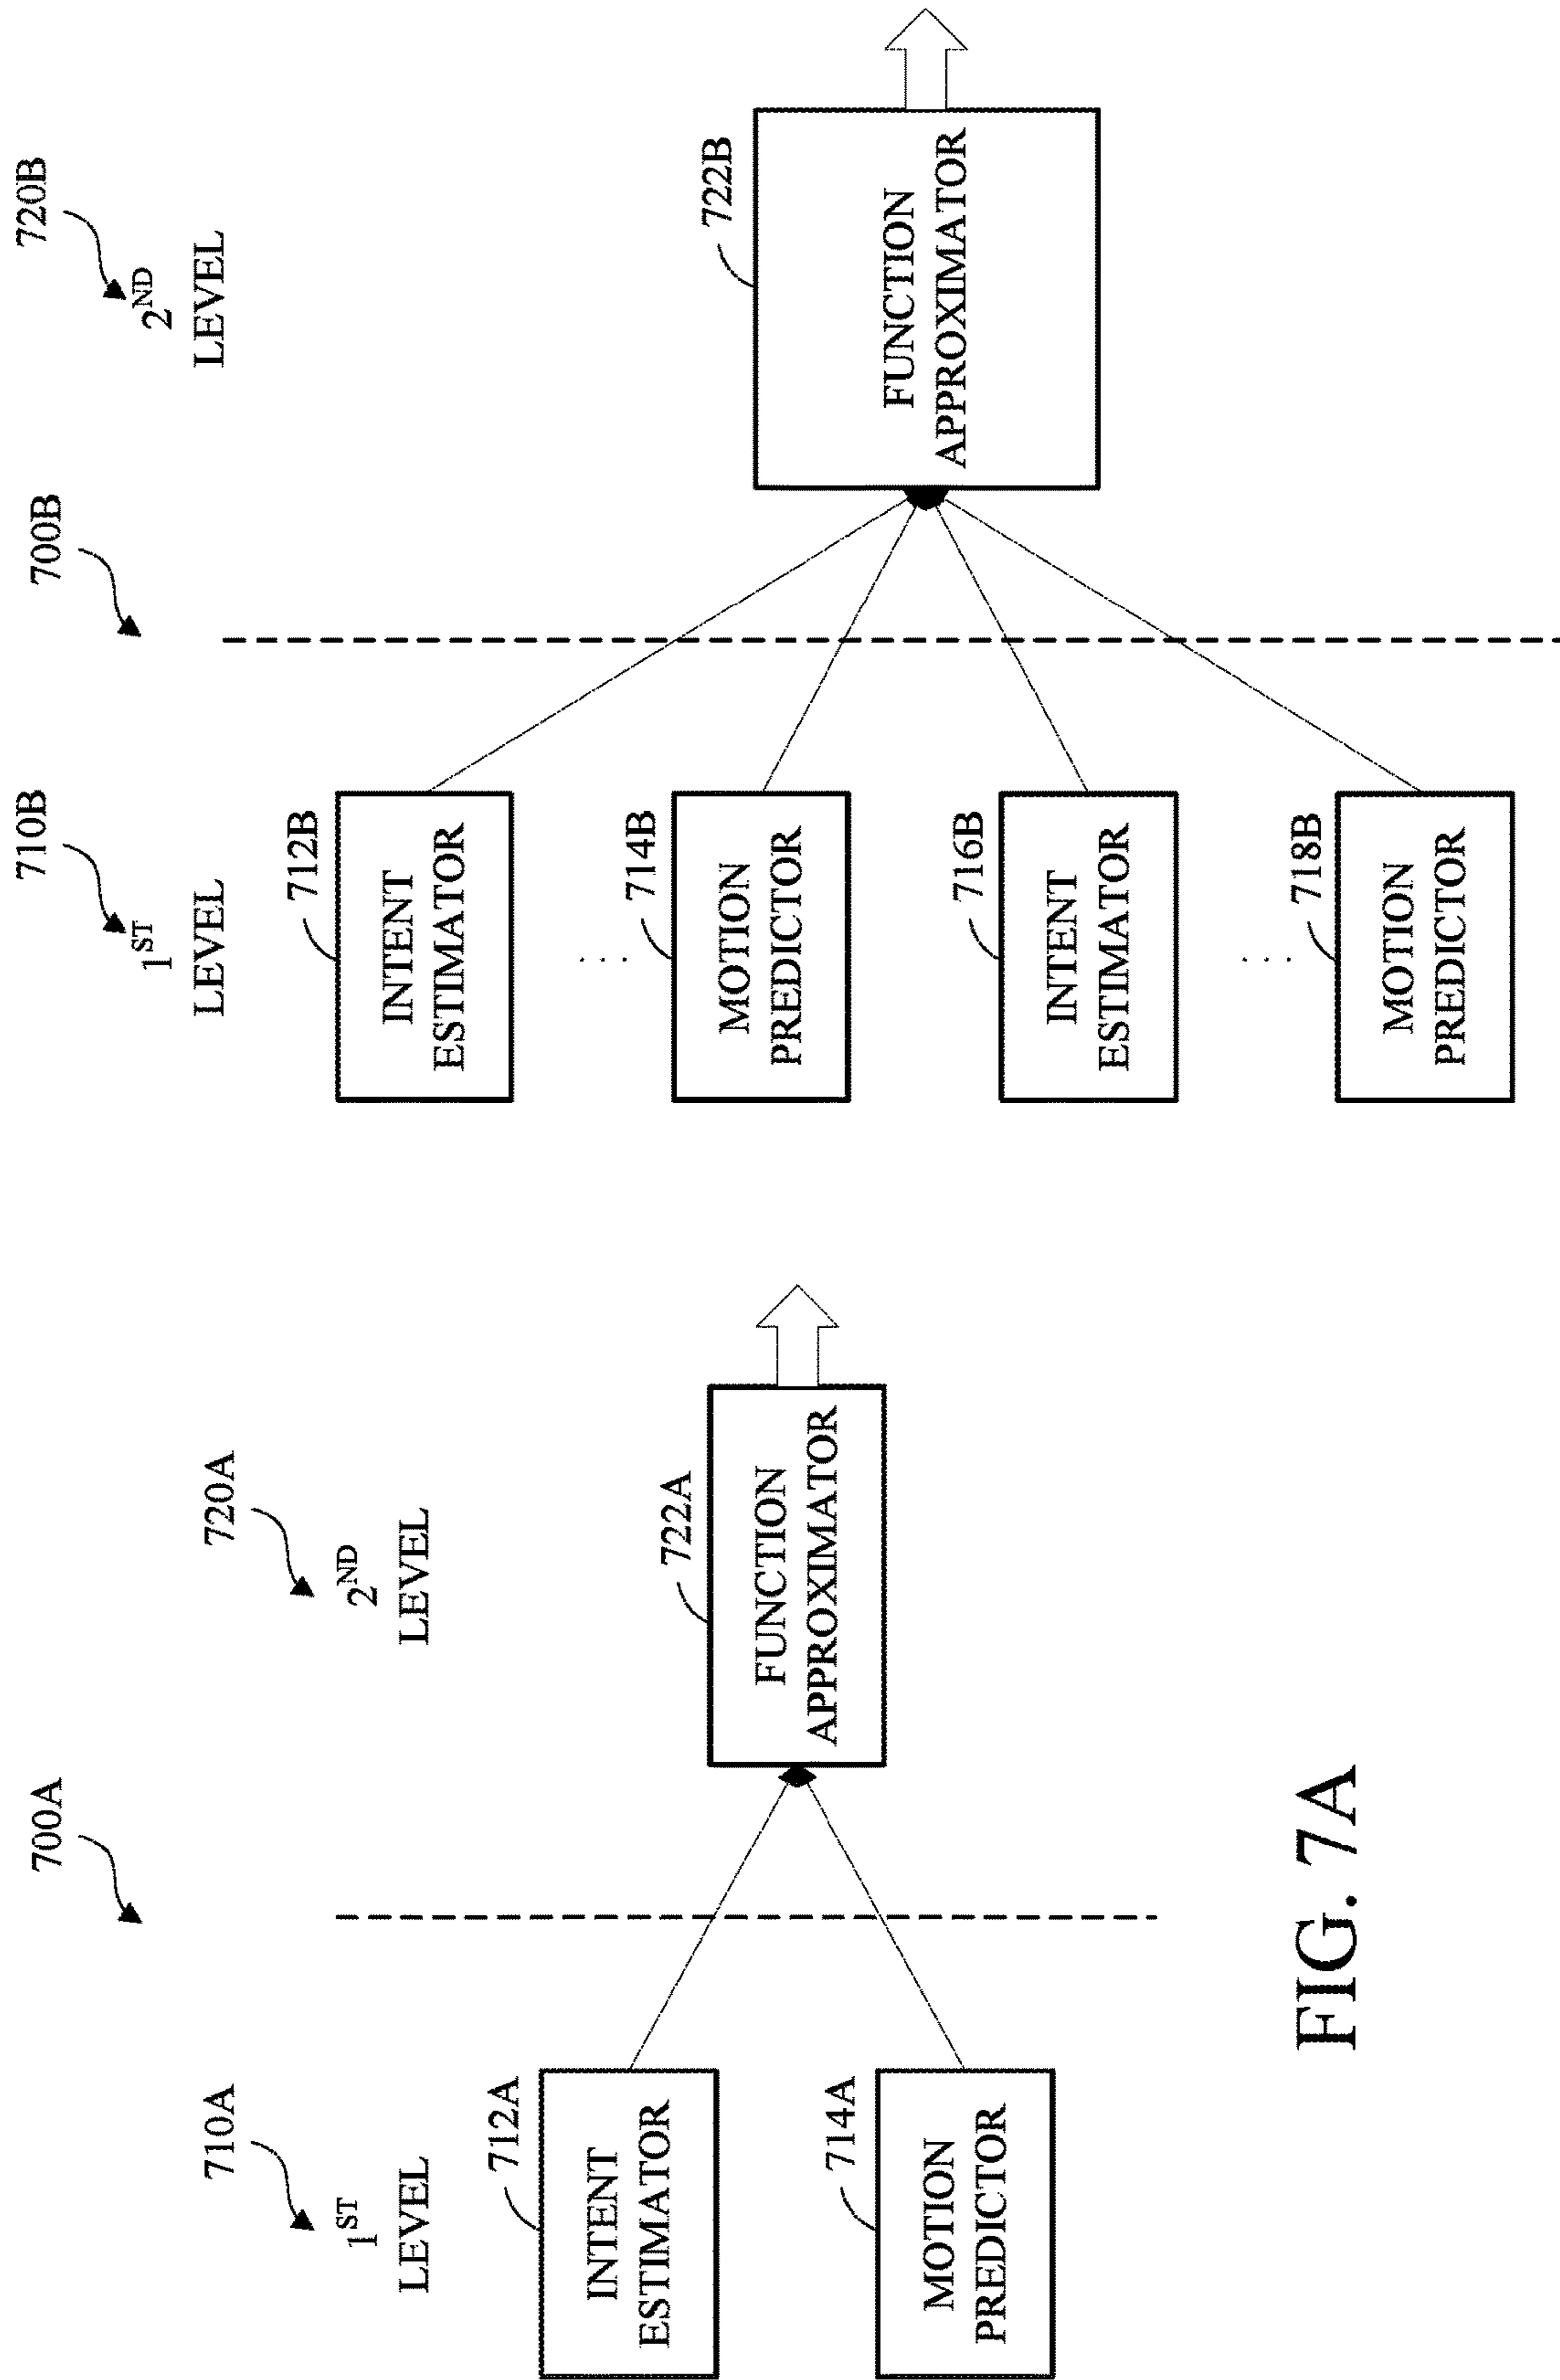 700A
710A
720A
1ST
LEVEL
2ND
LEVEL
712A
INTENT
ESTIMATOR
722A
FUNCTION
APPROXIMATOR
714A
MOTION
PREDICTOR
FIG. 7A
700B
710B
720B
1ST
LEVEL
2ND
LEVEL
712B
INTENT
ESTIMATOR
. . .
714B
MOTION
PREDICTOR
722B
FUNCTION
APPROXIMATOR
716B
INTENT
ESTIMATOR
. . .
718B
MOTION
PREDICTOR